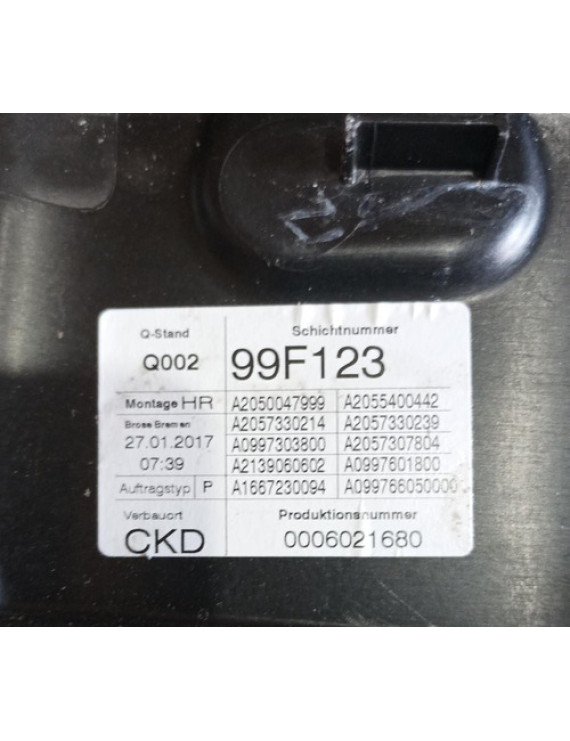 Q-Stand
Schichtnummer
Q002
99F123
Montage HR
A2050047999 A2055400442
Brose Bremen
A2057330214 A2057330239
27.01.2017
A0997303800 A2057307804
07:39
A2139060602 A0997601800
Auftragstyp P
A1667230094 A099766050000
Verbauort
Produktionsnummer
CKD
0006021680